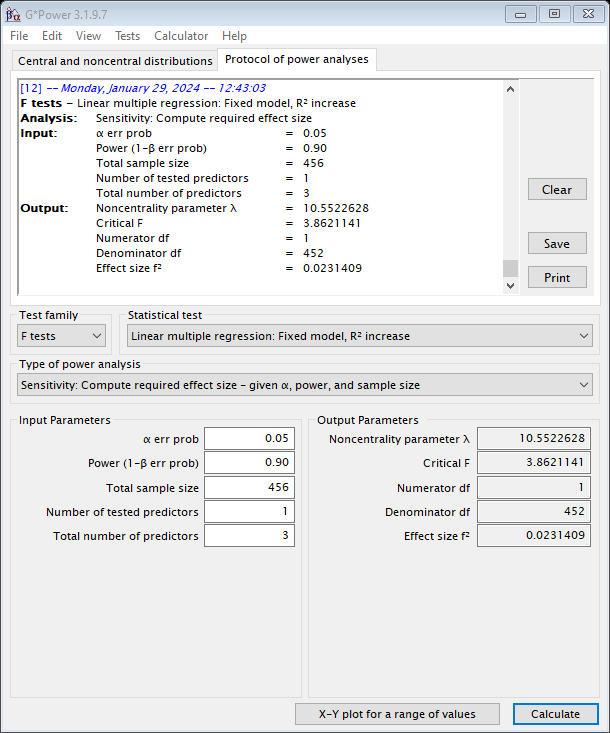 G*Power 3.1.9.7
File Edit View Tests Calculator Help
Central and noncentral distributions Protocol of power analyses
[12] -- Monday, January 29, 2024 -- 12:43:03
F tests – Linear multiple regression: Fixed model, R² increase
Analysis: Sensitivity: Compute required effect size
Input: α err prob = 0.05
Power (1-β err prob) = 0.90
Total sample size = 456
Number of tested predictors = 1
Total number of predictors = 3
Output: Noncentrality parameter λ = 10.5522628
Critical F = 3.8621141
Numerator df = 1
Denominator df = 452
Effect size f² = 0.0231409
Clear
Save
Print
Test family Statistical test
F tests Linear multiple regression: Fixed model, R² increase
Type of power analysis
Sensitivity: Compute required effect size – given α, power, and sample size
Input Parameters Output Parameters
α err prob 0.05 Noncentrality parameter λ 10.5522628
Power (1-β err prob) 0.90 Critical F 3.8621141
Total sample size 456 Numerator df 1
Number of tested predictors 1 Denominator df 452
Total number of predictors 3 Effect size f² 0.0231409
X-Y plot for a range of values Calculate